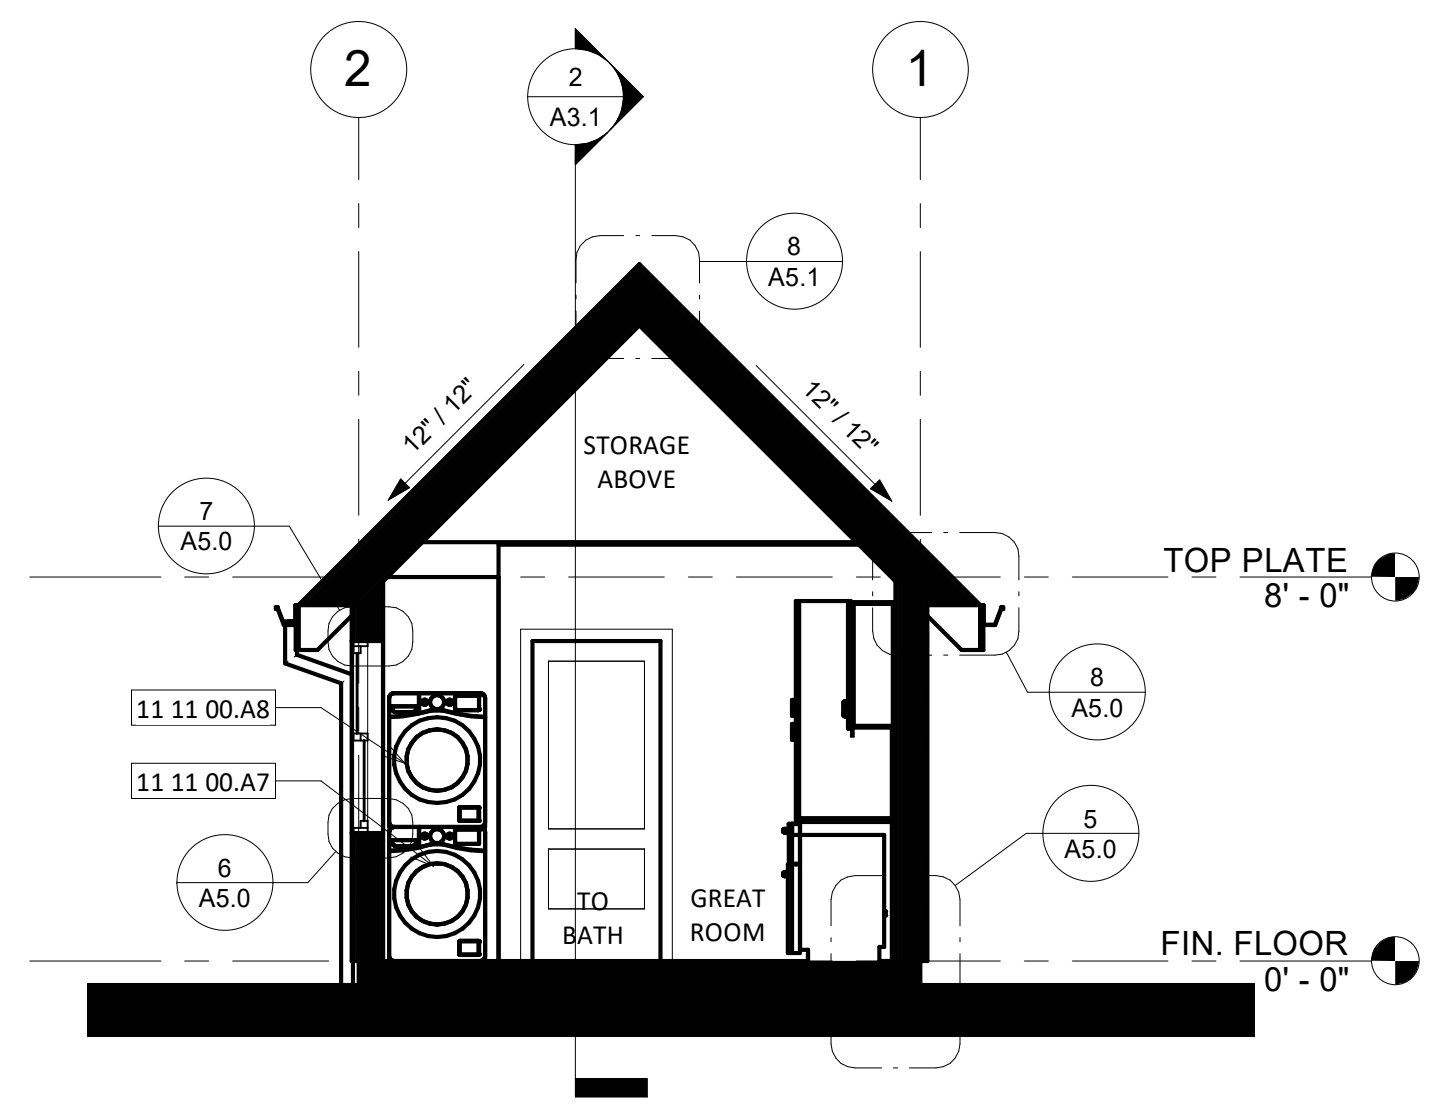 2
2
A3.1
1
8
A5.1
12" / 12"
12" / 12"
STORAGE
ABOVE
7
A5.0
TOP PLATE
8' - 0"
8
A5.0
11 11 00.A8
11 11 00.A7
5
A5.0
6
A5.0
TO
BATH
GREAT
ROOM
FIN. FLOOR
0' - 0"